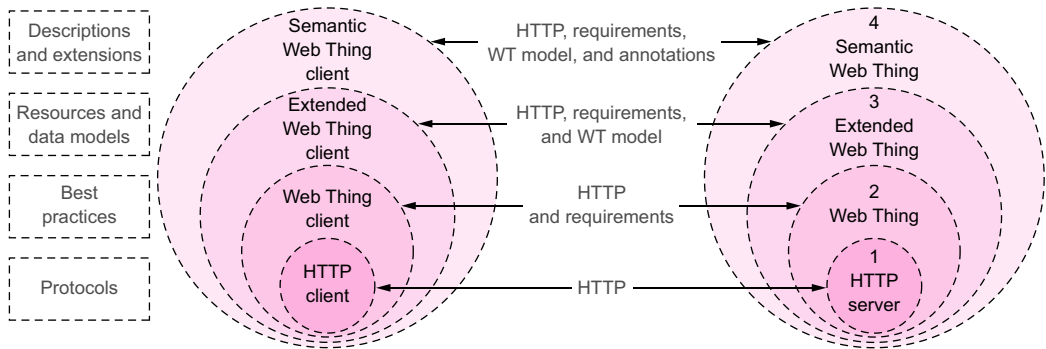 Descriptions
and extensions
Semantic
Web Thing
client
HTTP, requirements,
WT model, and annotations
4
Semantic
Web Thing
Resources and
data models
Extended
Web Thing
client
HTTP, requirements,
and WT model
3
Extended
Web Thing
Best
practices
Web Thing
client
HTTP
and requirements
2
Web Thing
Protocols
HTTP
client
HTTP
1
HTTP
server